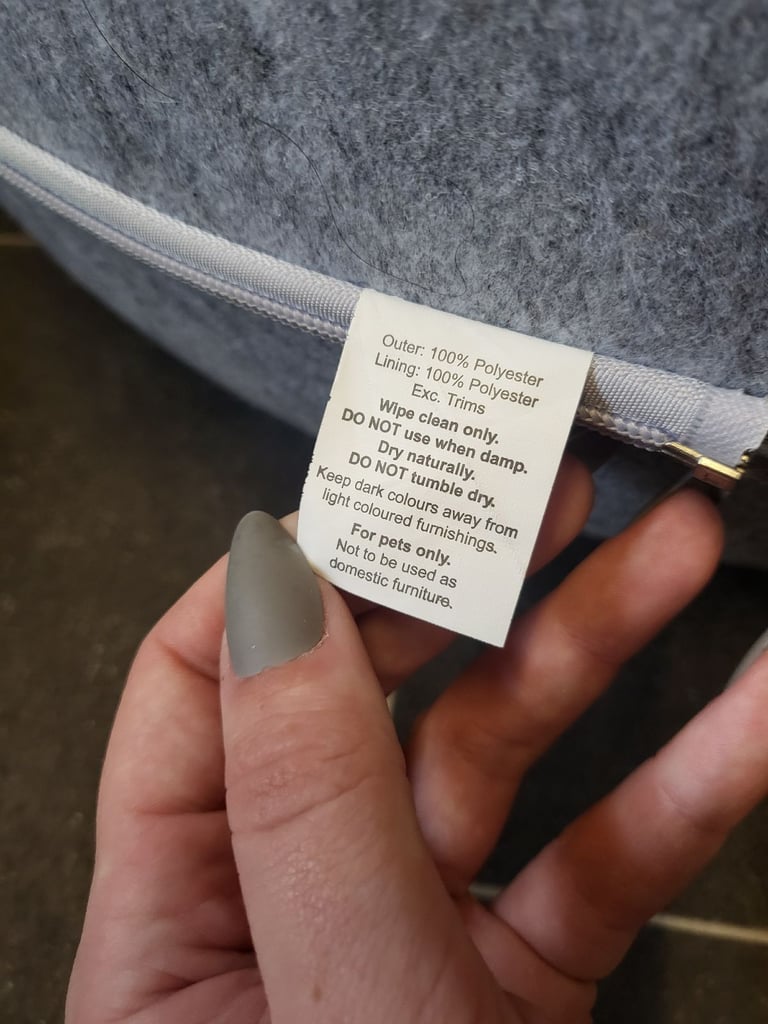 Outer: 100% Polyester
Lining: 100% Polyester
Exc. Trims
Wipe clean only.
DO NOT use when damp.
Dry naturally.
DO NOT tumble dry.
Keep dark colours away from
light coloured furnishings.
For pets only.
Not to be used as
domestic furniture.